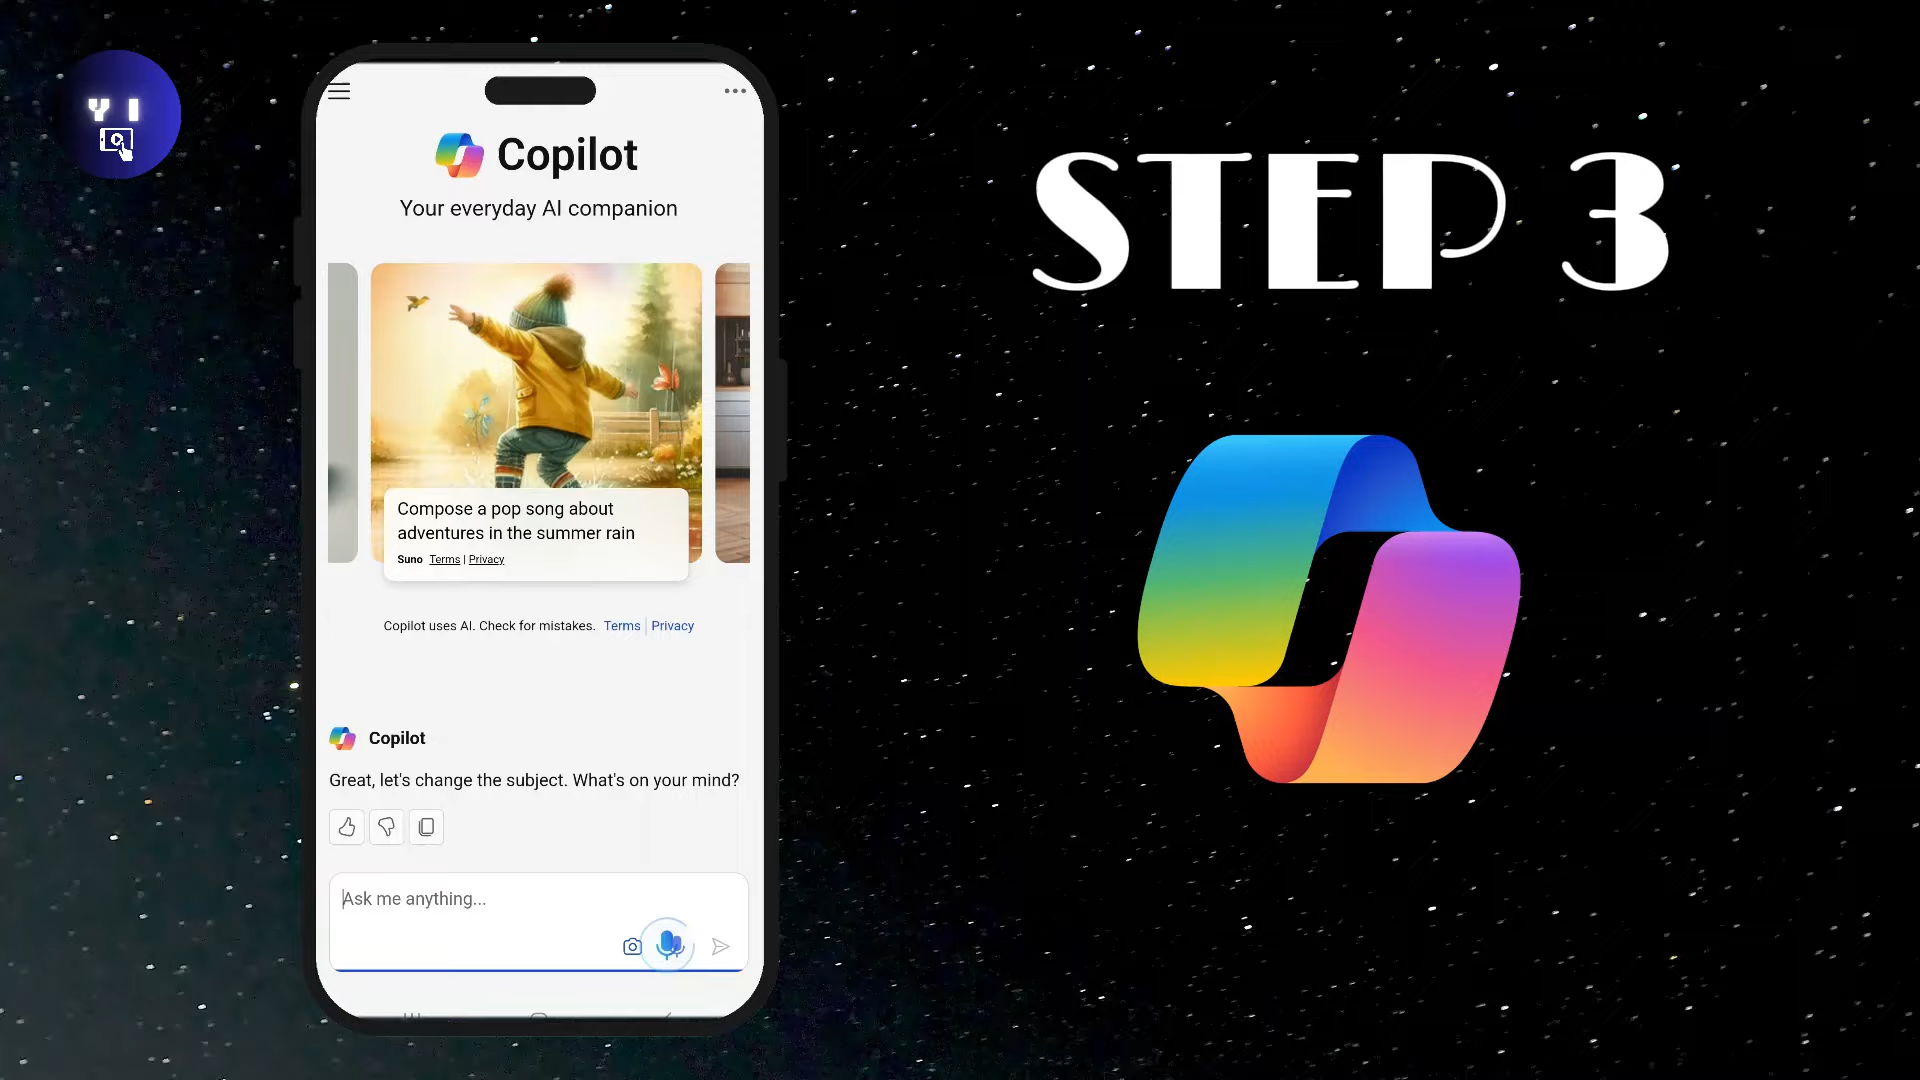 Y I
Copilot
Your everyday AI companion
Compose a pop song about
adventures in the summer rain
Suno Terms | Privacy
Copilot uses AI. Check for mistakes. Terms | Privacy
Copilot
Great, let's change the subject. What's on your mind?
Ask me anything...
STEP 3